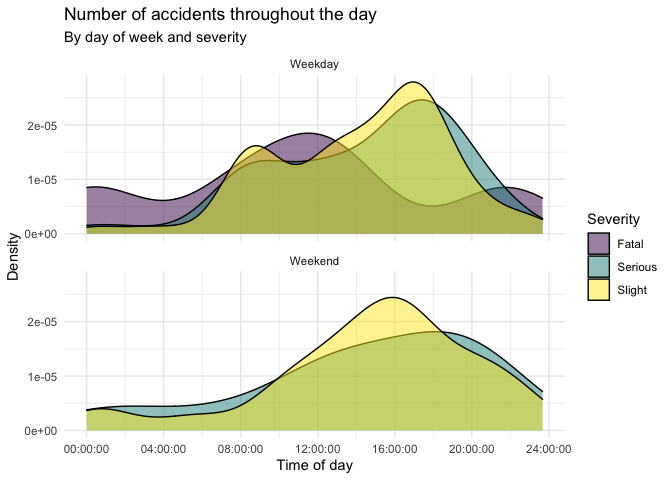 Number of accidents throughout the day
By day of week and severity
Weekday
2e-05
1e-05
0e+00
Weekend
2e-05
1e-05
0e+00
00:00:00 04:00:00 08:00:00 12:00:00 16:00:00 20:00:00 24:00:00
Time of day
Density
Severity
Fatal
Serious
Slight